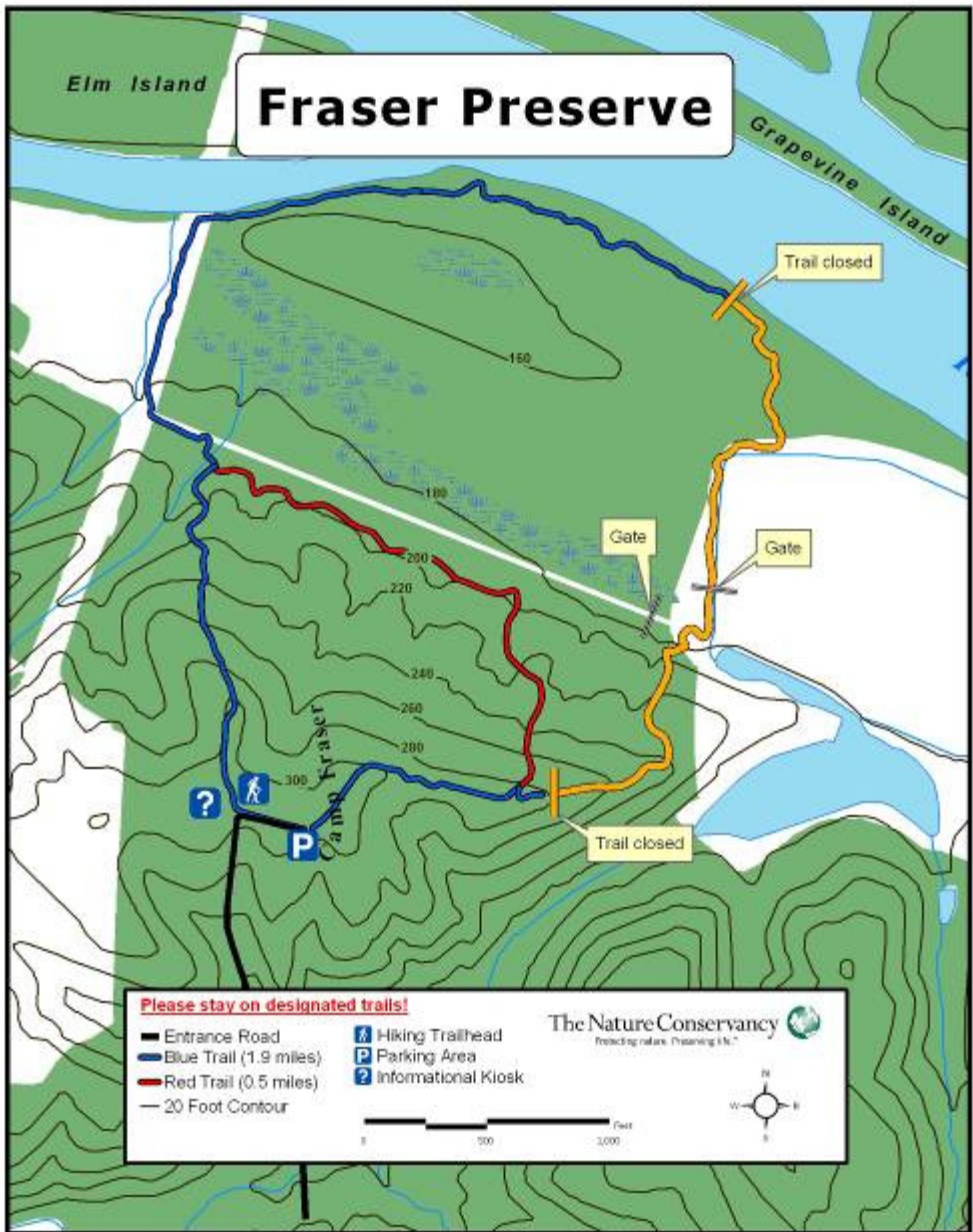 Elm Island
Fraser Preserve
Grapevine Island
Trail closed
160
180
Gate
Gate
200
220
240
260
280
300
Camp Fraser
?
P
Trail closed
Please stay on designated trails!
Entrance Road
Blue Trail (1.9 miles)
Red Trail (0.5 miles)
20 Foot Contour
Hiking Trailhead
P Parking Area
? Informational Kiosk
The Nature Conservancy
Protecting nature. Preserving life.™
N
W E
S
Feet
0 500 1,000